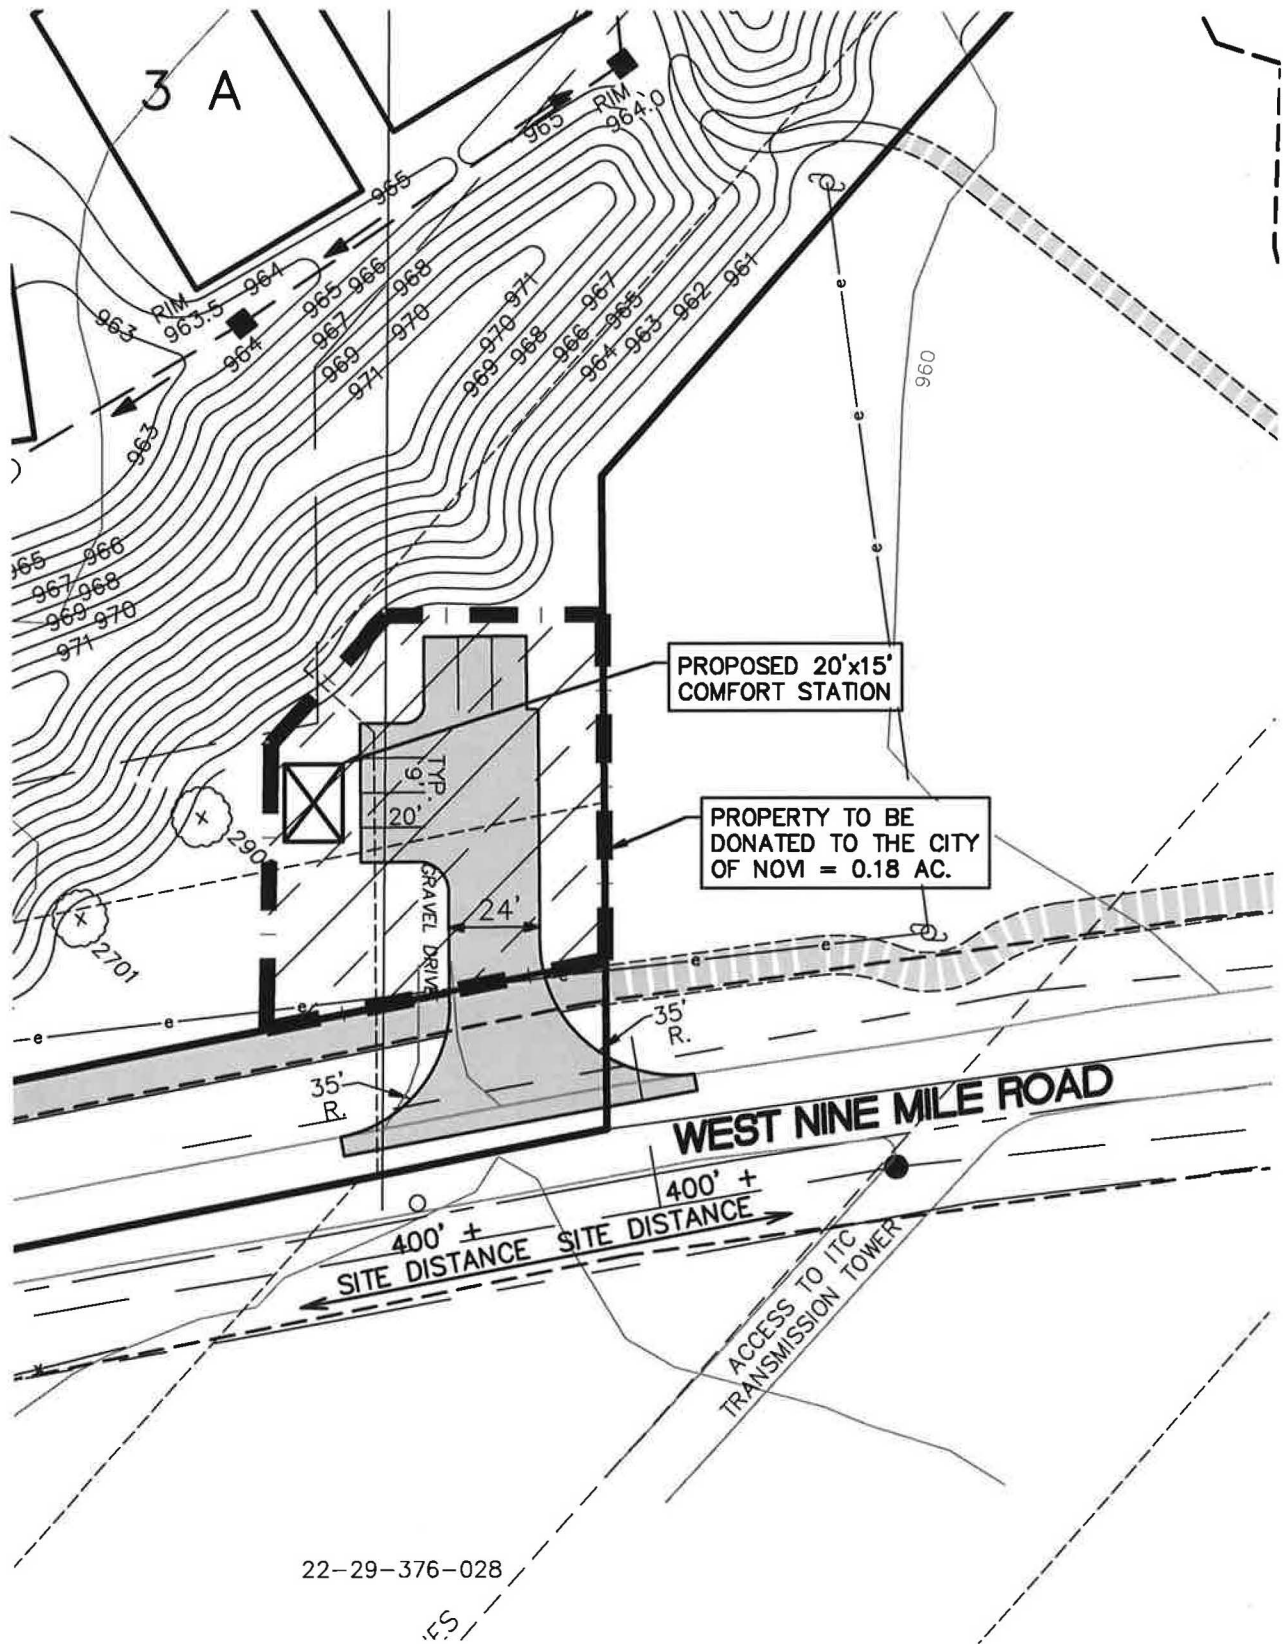 3 A
965
RIM
964.0
965
964
RIM
963.5
963
964
965
966
967
968
969
970
971
971
970
969
968
967
966
965
964
963
962
961
963
960
965
966
967
968
969
970
971
PROPOSED 20'x15'
COMFORT STATION
TYP.
9'
20'
PROPERTY TO BE
DONATED TO THE CITY
OF NOVI = 0.18 AC.
2701
GRAVEL DRIVE
24'
e
e
e
e
e
e
e
e
e
e
35'
R.
35'
R.
WEST NINE MILE ROAD
400' ±
SITE DISTANCE
400' ±
SITE DISTANCE
ACCESS TO ITC
TRANSMISSION TOWER
22-29-376-028